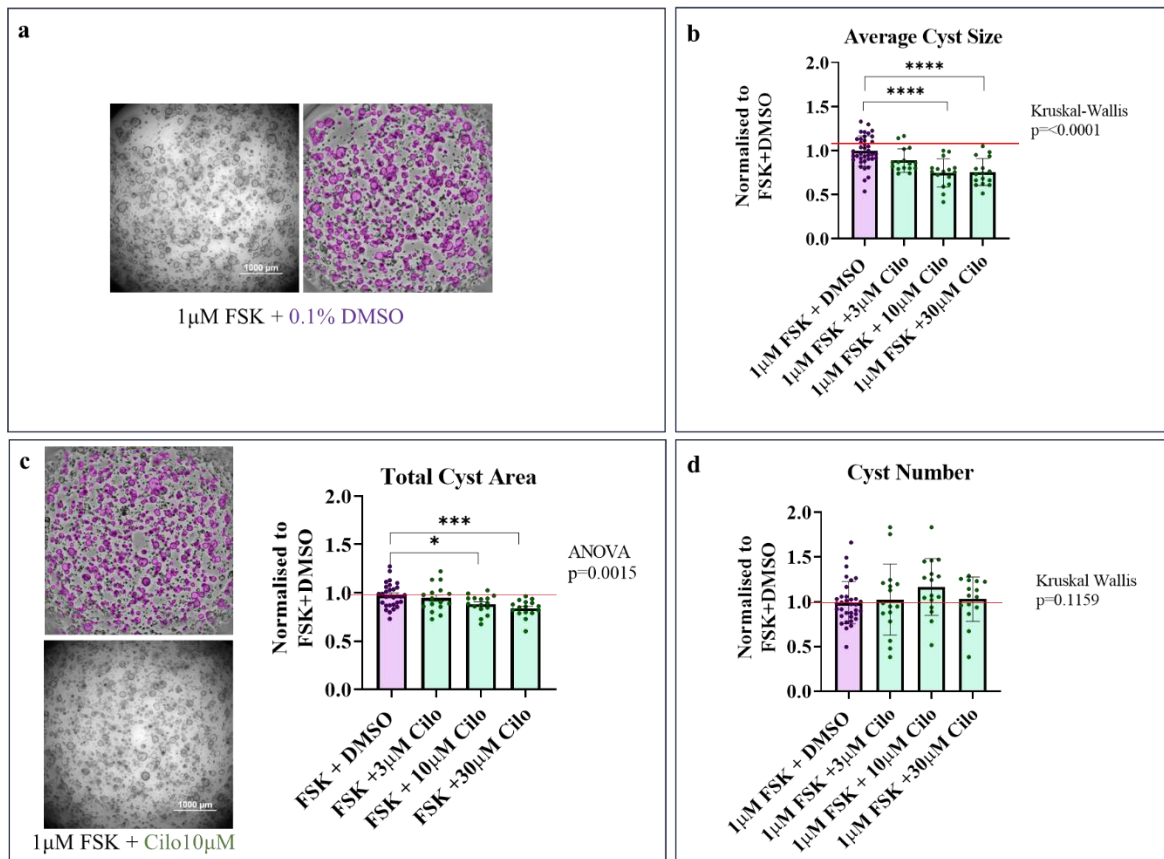 a
1000 µm
1µM FSK + 0.1% DMSO
b
Average Cyst Size
Normalised to
FSK+DMSO
2.0
1.5
1.0
0.5
0.0
****
****
Kruskal-Wallis
p=<0.0001
1µM FSK + DMSO
1µM FSK +3µM Cilo
1µM FSK + 10µM Cilo
1µM FSK +30µM Cilo
c
1000 µm
1µM FSK + Cilo10µM
Total Cyst Area
Normalised to
FSK+DMSO
2.0
1.5
1.0
0.5
0.0
***
*
ANOVA
p=0.0015
FSK + DMSO
FSK +3µM Cilo
FSK + 10µM Cilo
FSK +30µM Cilo
d
Cyst Number
Normalised to
FSK+DMSO
2.0
1.5
1.0
0.5
0.0
Kruskal Wallis
p=0.1159
1µM FSK + DMSO
1µM FSK +3µM Cilo
1µM FSK + 10µM Cilo
1µM FSK +30µM Cilo